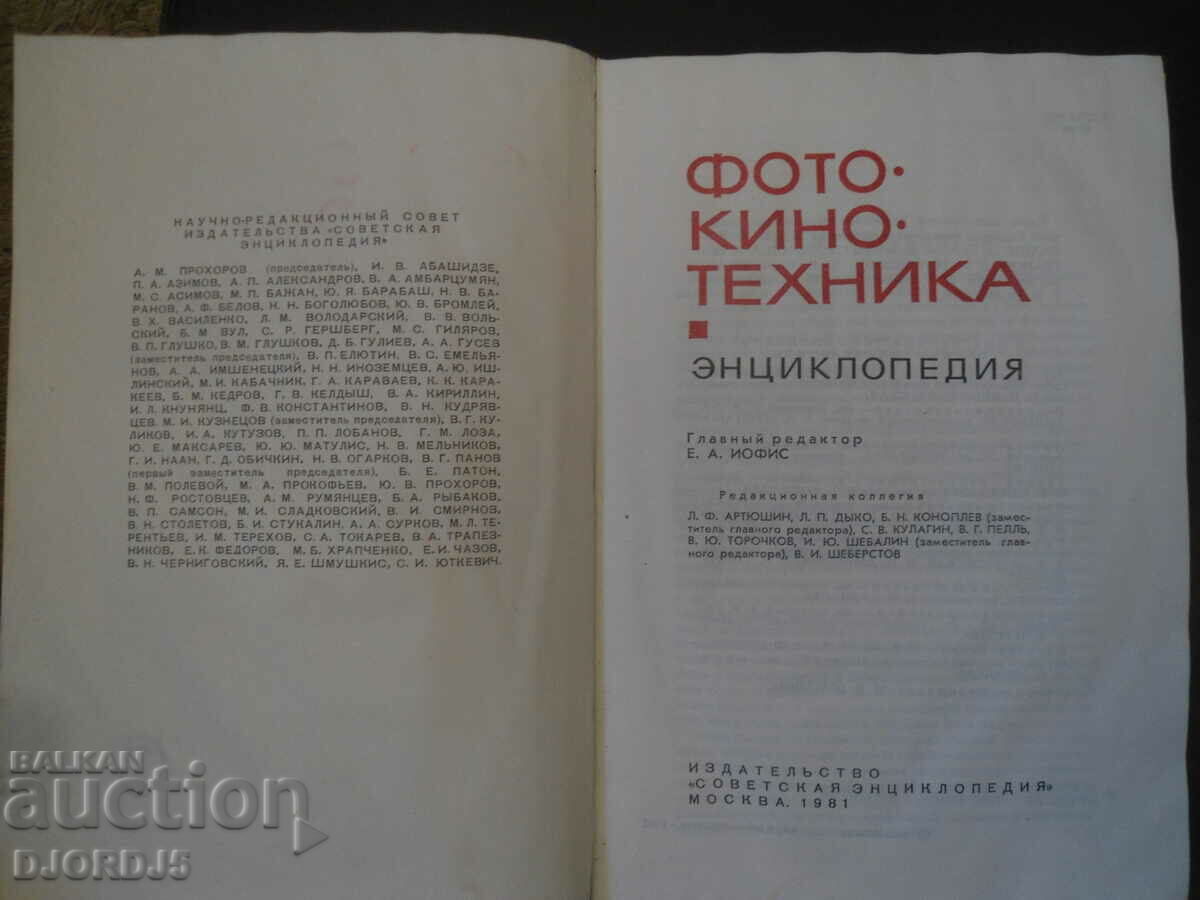 НАУЧНО-РЕДАКЦИОННЫЙ СОВЕТ
ИЗДАТЕЛЬСТВА «СОВЕТСКАЯ
ЭНЦИКЛОПЕДИЯ»
А. М. ПРОХОРОВ (председатель), И. В. АБАШИДЗЕ,
П. А. АЗИМОВ, А. П. АЛЕКСАНДРОВ, В. А. АМБАРЦУМЯН,
М. С. АСИМОВ, М. П. БАЖАН, Ю. Я. БАРАБАШ, Н. В. БА-
РАНОВ, А. Ф. БЕЛОВ, Н. Н. БОГОЛЮБОВ, Ю. В. БРОМЛЕЙ,
В. Х. ВАСИЛЕНКО, Л. М. ВОЛОДАРСКИЙ, В. В. ВОЛЬ-
СКИЙ, Б. М. ВУЛ, С. Р. ГЕРШБЕРГ, М. С. ГИЛЯРОВ,
В. П. ГЛУШКО, В. М. ГЛУШКОВ, Д. Б. ГУЛИЕВ, А. А. ГУСЕВ
(заместитель председателя), В. П. ЕЛЮТИН, В. С. ЕМЕЛЬЯ-
НОВ, А. А. ИМШЕНЕЦКИЙ, Н. Н. ИНОЗЕМЦЕВ, А. Ю. ИШ-
ЛИНСКИЙ, М. И. КАБАЧНИК, Г. А. КАРАВАЕВ, К. К. КАРА-
КЕЕВ, Б. М. КЕДРОВ, Г. В. КЕЛДЫШ, В. А. КИРИЛЛИН,
И. Л. КНУНЯНЦ, Ф. В. КОНСТАНТИНОВ, В. Н. КУДРЯВ-
ЦЕВ, М. И. КУЗНЕЦОВ (заместитель председателя), В. Г. КУ-
ЛИКОВ, И. А. КУТУЗОВ, П. П. ЛОБАНОВ, Г. М. ЛОЗА,
Ю. Е. МАКСАРЕВ, Ю. Ю. МАТУЛИС, Н. В. МЕЛЬНИКОВ,
Г. И. НААН, Г. Д. ОБИЧКИН, Н. В. ОГАРКОВ, В. Г. ПАНОВ
(первый заместитель председателя), Б. Е. ПАТОН,
В. М. ПОЛЕВОЙ, М. А. ПРОКОФЬЕВ, Ю. В. ПРОХОРОВ,
Н. Ф. РОСТОВЦЕВ, А. М. РУМЯНЦЕВ, Б. А. РЫБАКОВ,
В. П. САМСОН, М. И. СЛАДКОВСКИЙ, В. И. СМИРНОВ,
В. Н. СТОЛЕТОВ, Б. И. СТУКАЛИН, А. А. СУРКОВ, М. Л. ТЕ-
РЕНТЬЕВ, И. М. ТЕРЕХОВ, С. А. ТОКАРЕВ, В. А. ТРАПЕЗ-
НИКОВ, Е. К. ФЕДОРОВ, М. Б. ХРАПЧЕНКО, Е. И. ЧАЗОВ,
В. Н. ЧЕРНИГОВСКИЙ, Я. Е. ШМУШКИС, С. И. ЮТКЕВИЧ.
ФОТО·
КИНО·
ТЕХНИКА
ЭНЦИКЛОПЕДИЯ
Главный редактор
Е. А. ИОФИС
Редакционная коллегия
Л. Ф. АРТЮШИН, Л. П. ДЫКО, Б. Н. КОНОПЛЕВ (замес-
титель главного редактора), С. В. КУЛАГИН, В. Г. ПЕЛЛЬ,
В. Ю. ТОРОЧКОВ, И. Ю. ШЕБАЛИН (заместитель глав-
ного редактора), В. И. ШЕБЕРСТОВ
ИЗДАТЕЛЬСТВО
«СОВЕТСКАЯ ЭНЦИКЛОПЕДИЯ»
МОСКВА. 1981
BALKAN
auction
DJORDJ5